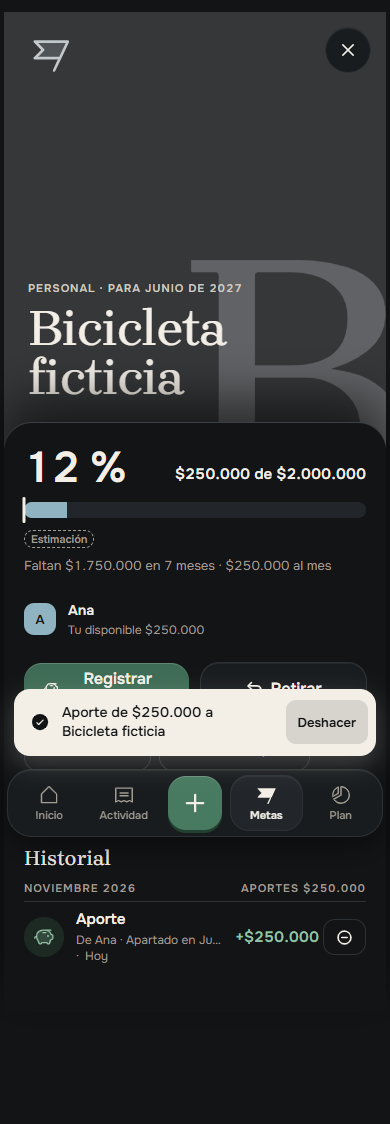 PERSONAL · PARA JUNIO DE 2027
Bicicleta
ficticia
B
12 %
$250.000 de $2.000.000
Estimación
Faltan $1.750.000 en 7 meses · $250.000 al mes
A
Ana
Tu disponible $250.000
Registrar
Retirar
Aporte de $250.000 a
Bicicleta ficticia
Deshacer
Inicio
Actividad
Metas
Plan
Historial
NOVIEMBRE 2026
APORTES $250.000
Aporte
De Ana · Apartado en Ju...
+$250.000
· Hoy